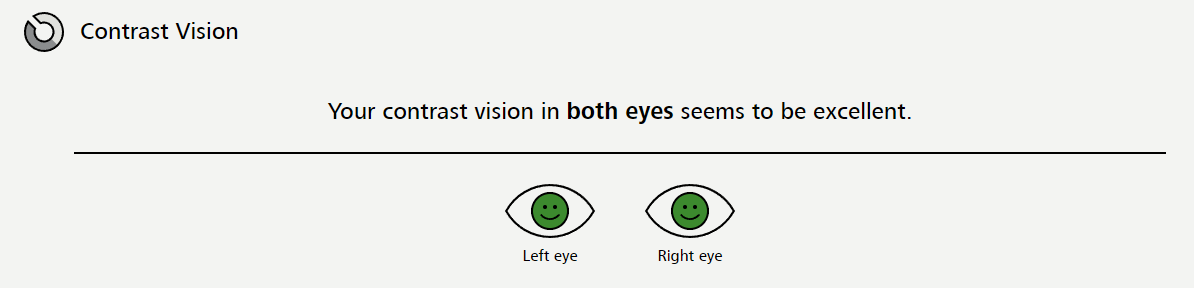 Contrast Vision
Your contrast vision in both eyes seems to be excellent.
Left eye
Right eye